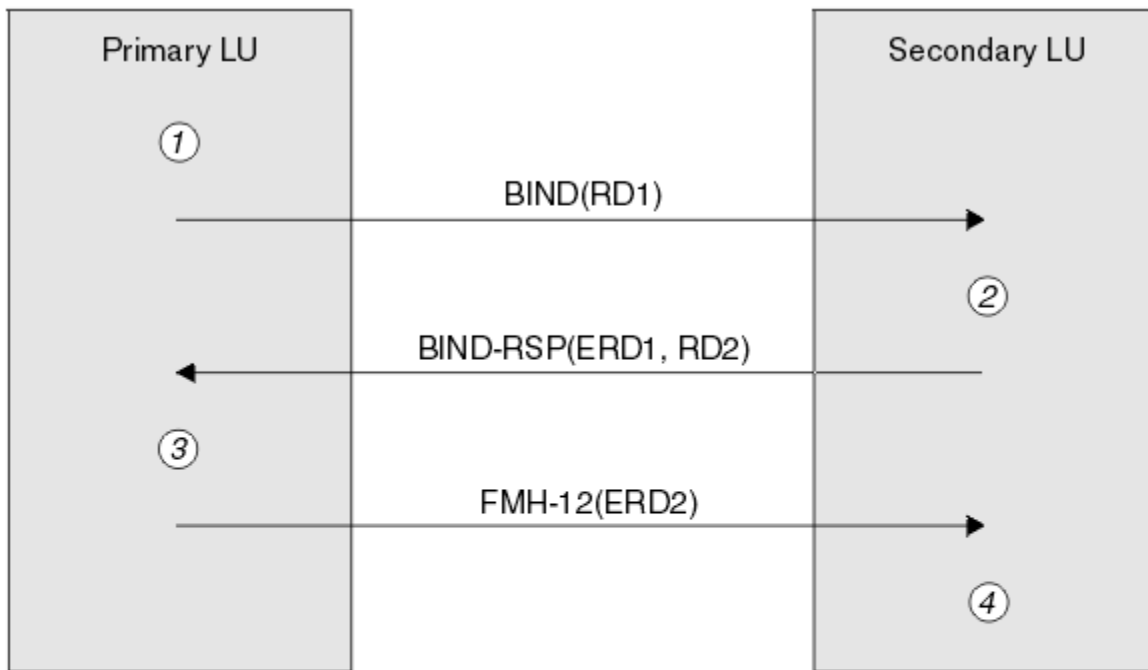 Primary LU
Secondary LU
1
BIND(RD1)
2
BIND-RSP(ERD1, RD2)
3
FMH-12(ERD2)
4